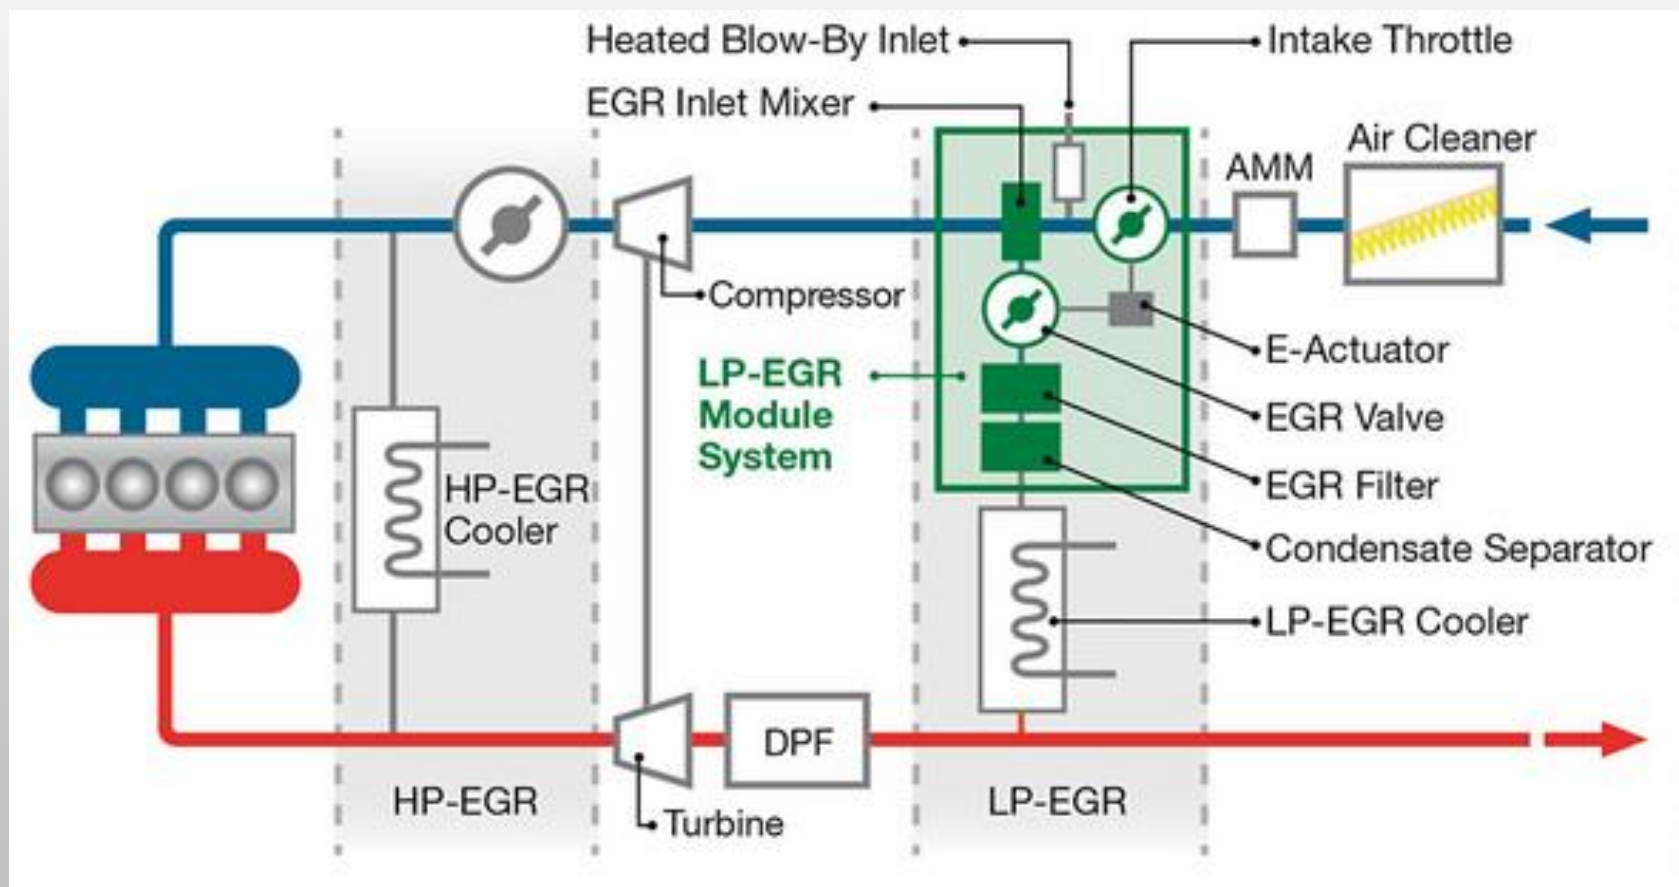 Heated Blow-By Inlet
Intake Throttle
EGR Inlet Mixer
Air Cleaner
AMM
Compressor
E-Actuator
LP-EGR
Module
System
EGR Valve
HP-EGR
Cooler
EGR Filter
Condensate Separator
LP-EGR Cooler
DPF
HP-EGR
LP-EGR
Turbine